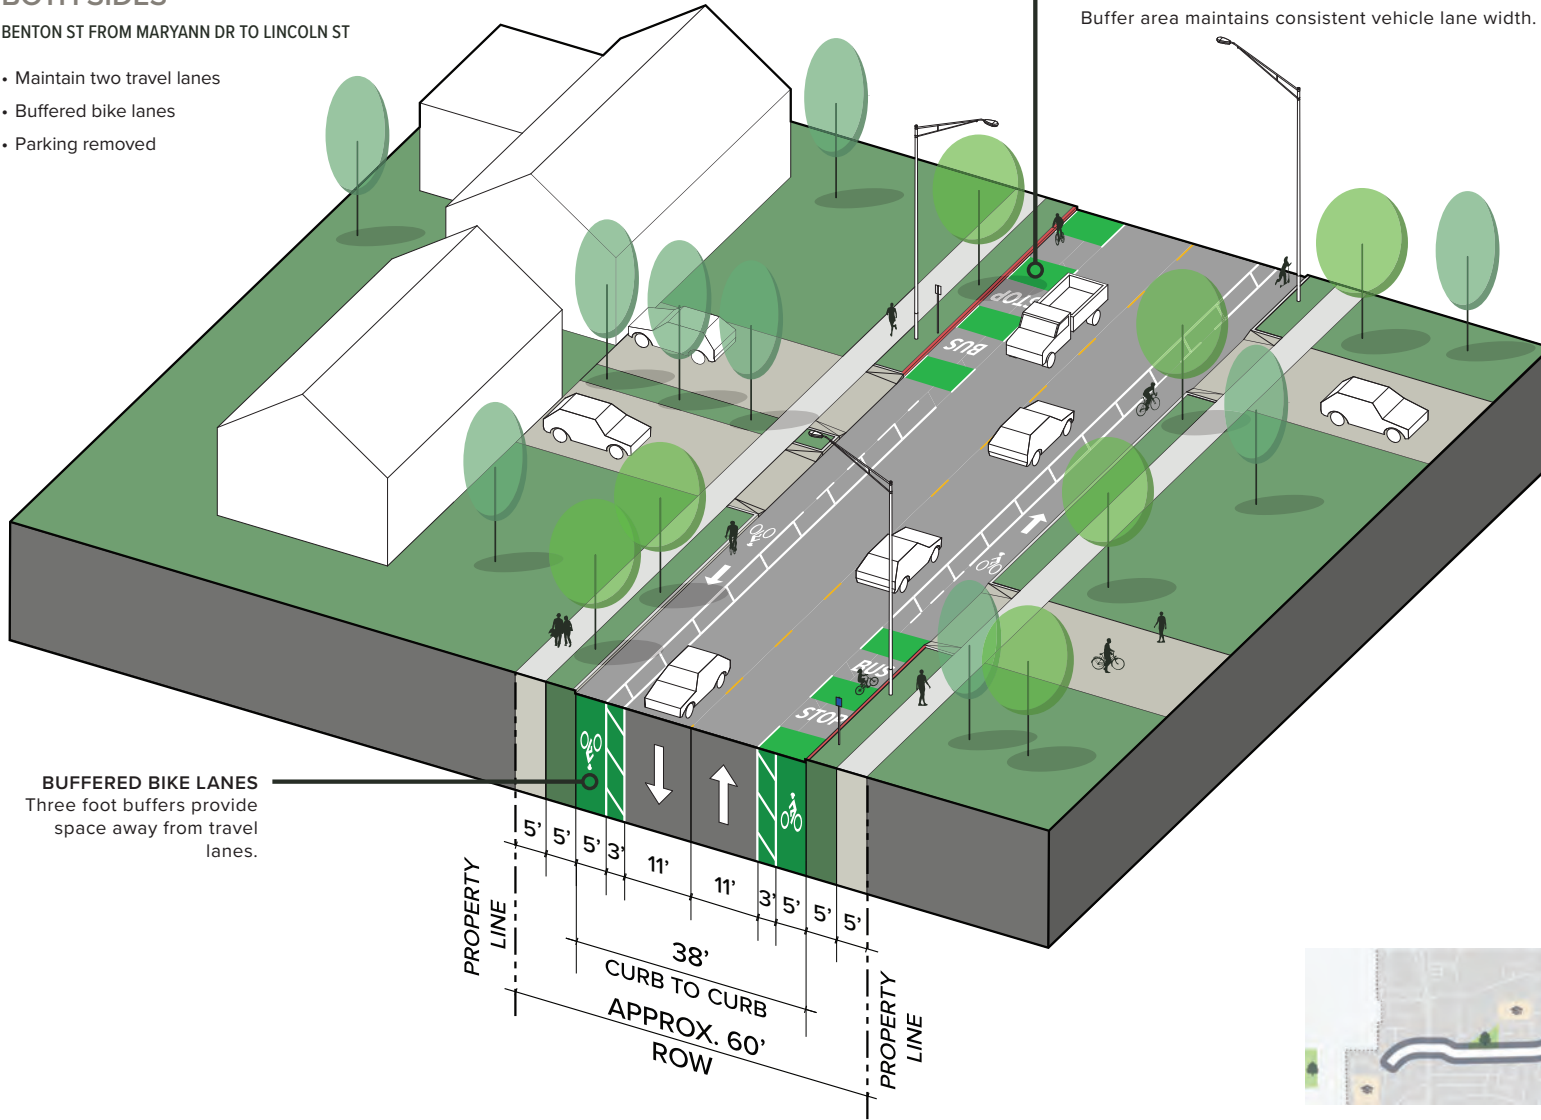 BOTH SIDES
BENTON ST FROM MARYANN DR TO LINCOLN ST
• Maintain two travel lanes
• Buffered bike lanes
• Parking removed
Buffer area maintains consistent vehicle lane width.
STOP
BUS
BUS
STOP
BUFFERED BIKE LANES
Three foot buffers provide
space away from travel
lanes.
5’ 5’ 5’ 3’ 11’ 11’ 3’ 5’ 5’ 5’
PROPERTY
LINE
38’
CURB TO CURB
APPROX. 60’
ROW
PROPERTY
LINE